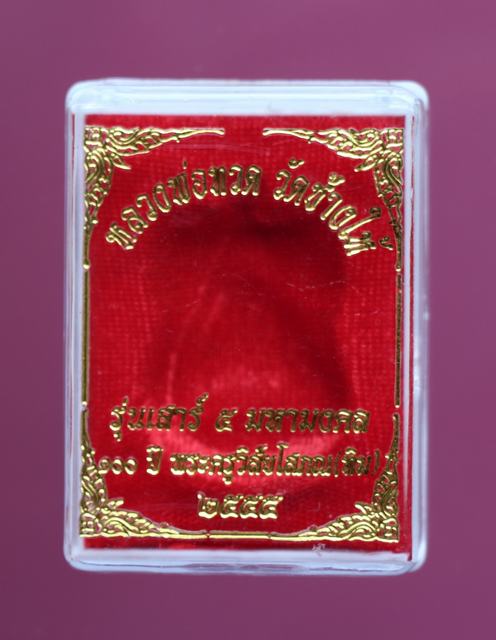 หลวงพ่อทวด วัดช้างให้
รุ่นเสาร์ ๕ มหามงคล
๑๐๐ ปี พระครูวิสัยโสภณ(ทิม)
๒๕๕๕